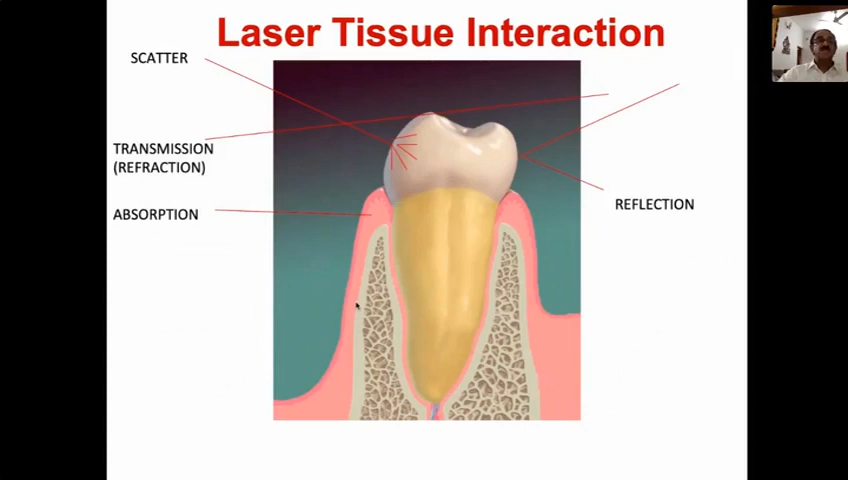 Laser Tissue Interaction
SCATTER
TRANSMISSION
(REFRACTION)
ABSORPTION
REFLECTION